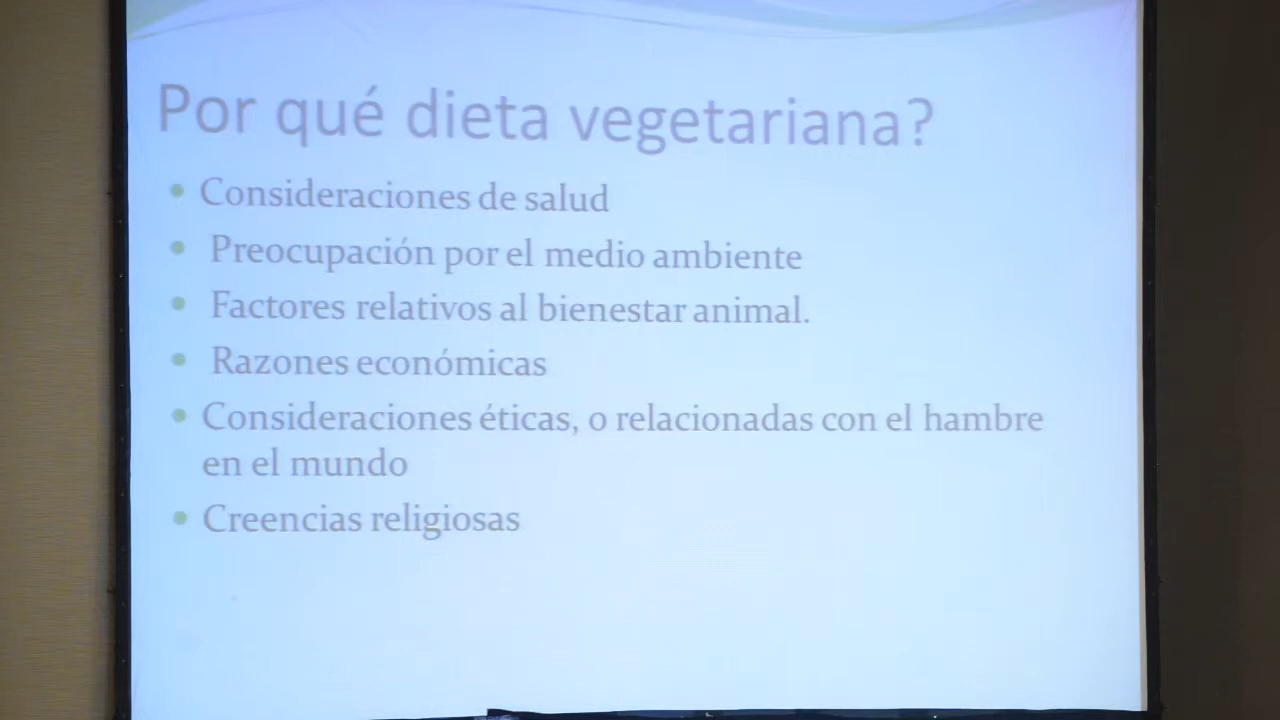 Por qué dieta vegetariana?
Consideraciones de salud
Preocupación por el medio ambiente
Factores relativos al bienestar animal.
Razones económicas
Consideraciones éticas, o relacionadas con el hambre
en el mundo
Creencias religiosas